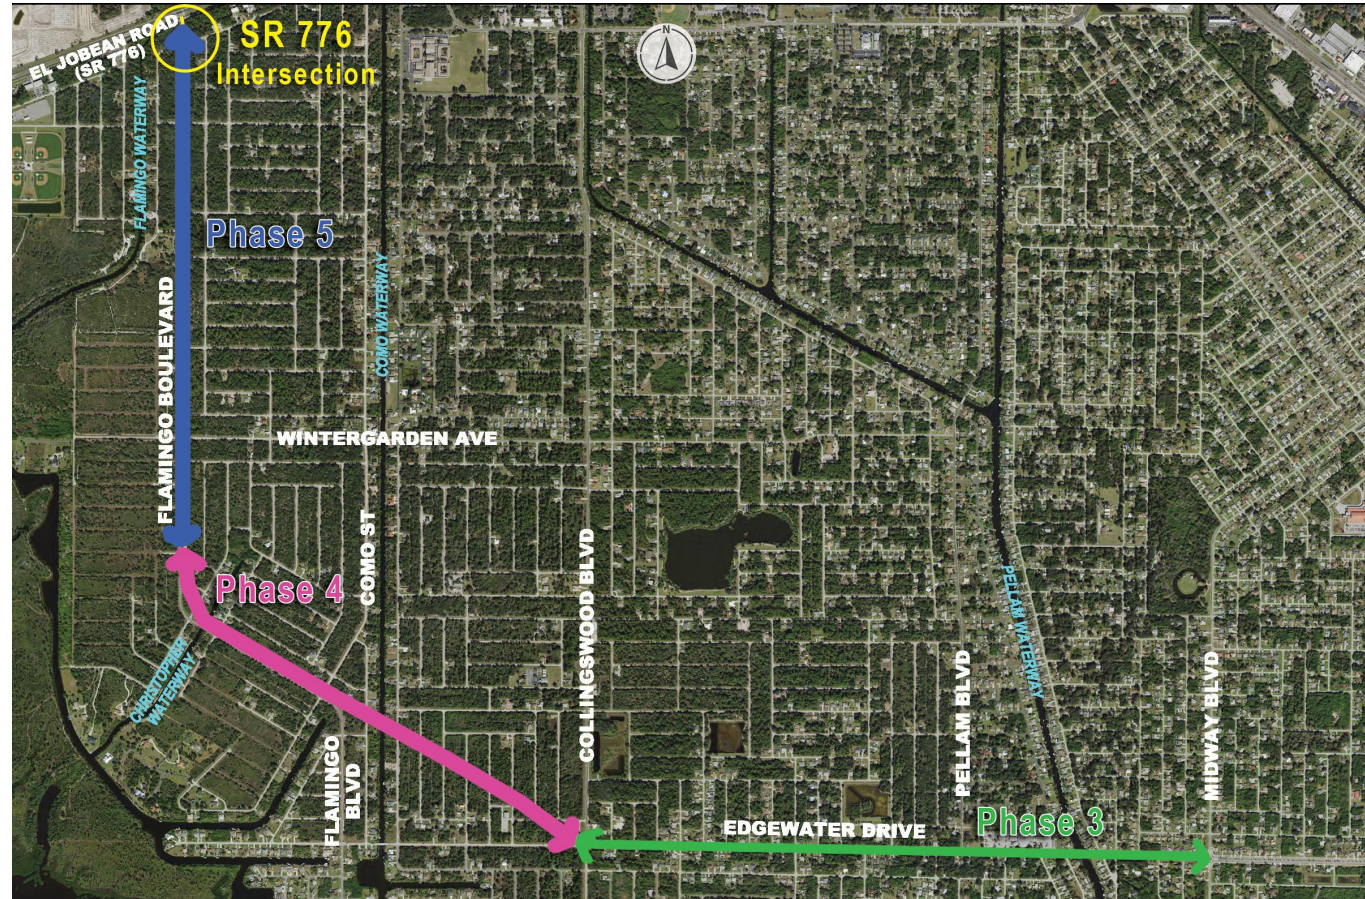 EL JOBEAN ROAD
(SR 776)
SR 776
Intersection
N
FLAMINGO WATERWAY
Phase 5
COMO WATERWAY
FLAMINGO BOULEVARD
WINTERGARDEN AVE
Phase 4
COMO ST
COLLINGSWOOD BLVD
PELLAM WATERWAY
CHRISTOPHER
WATERWAY
PELLAM BLVD
MIDWAY BLVD
FLAMINGO
BLVD
EDGEWATER DRIVE
Phase 3